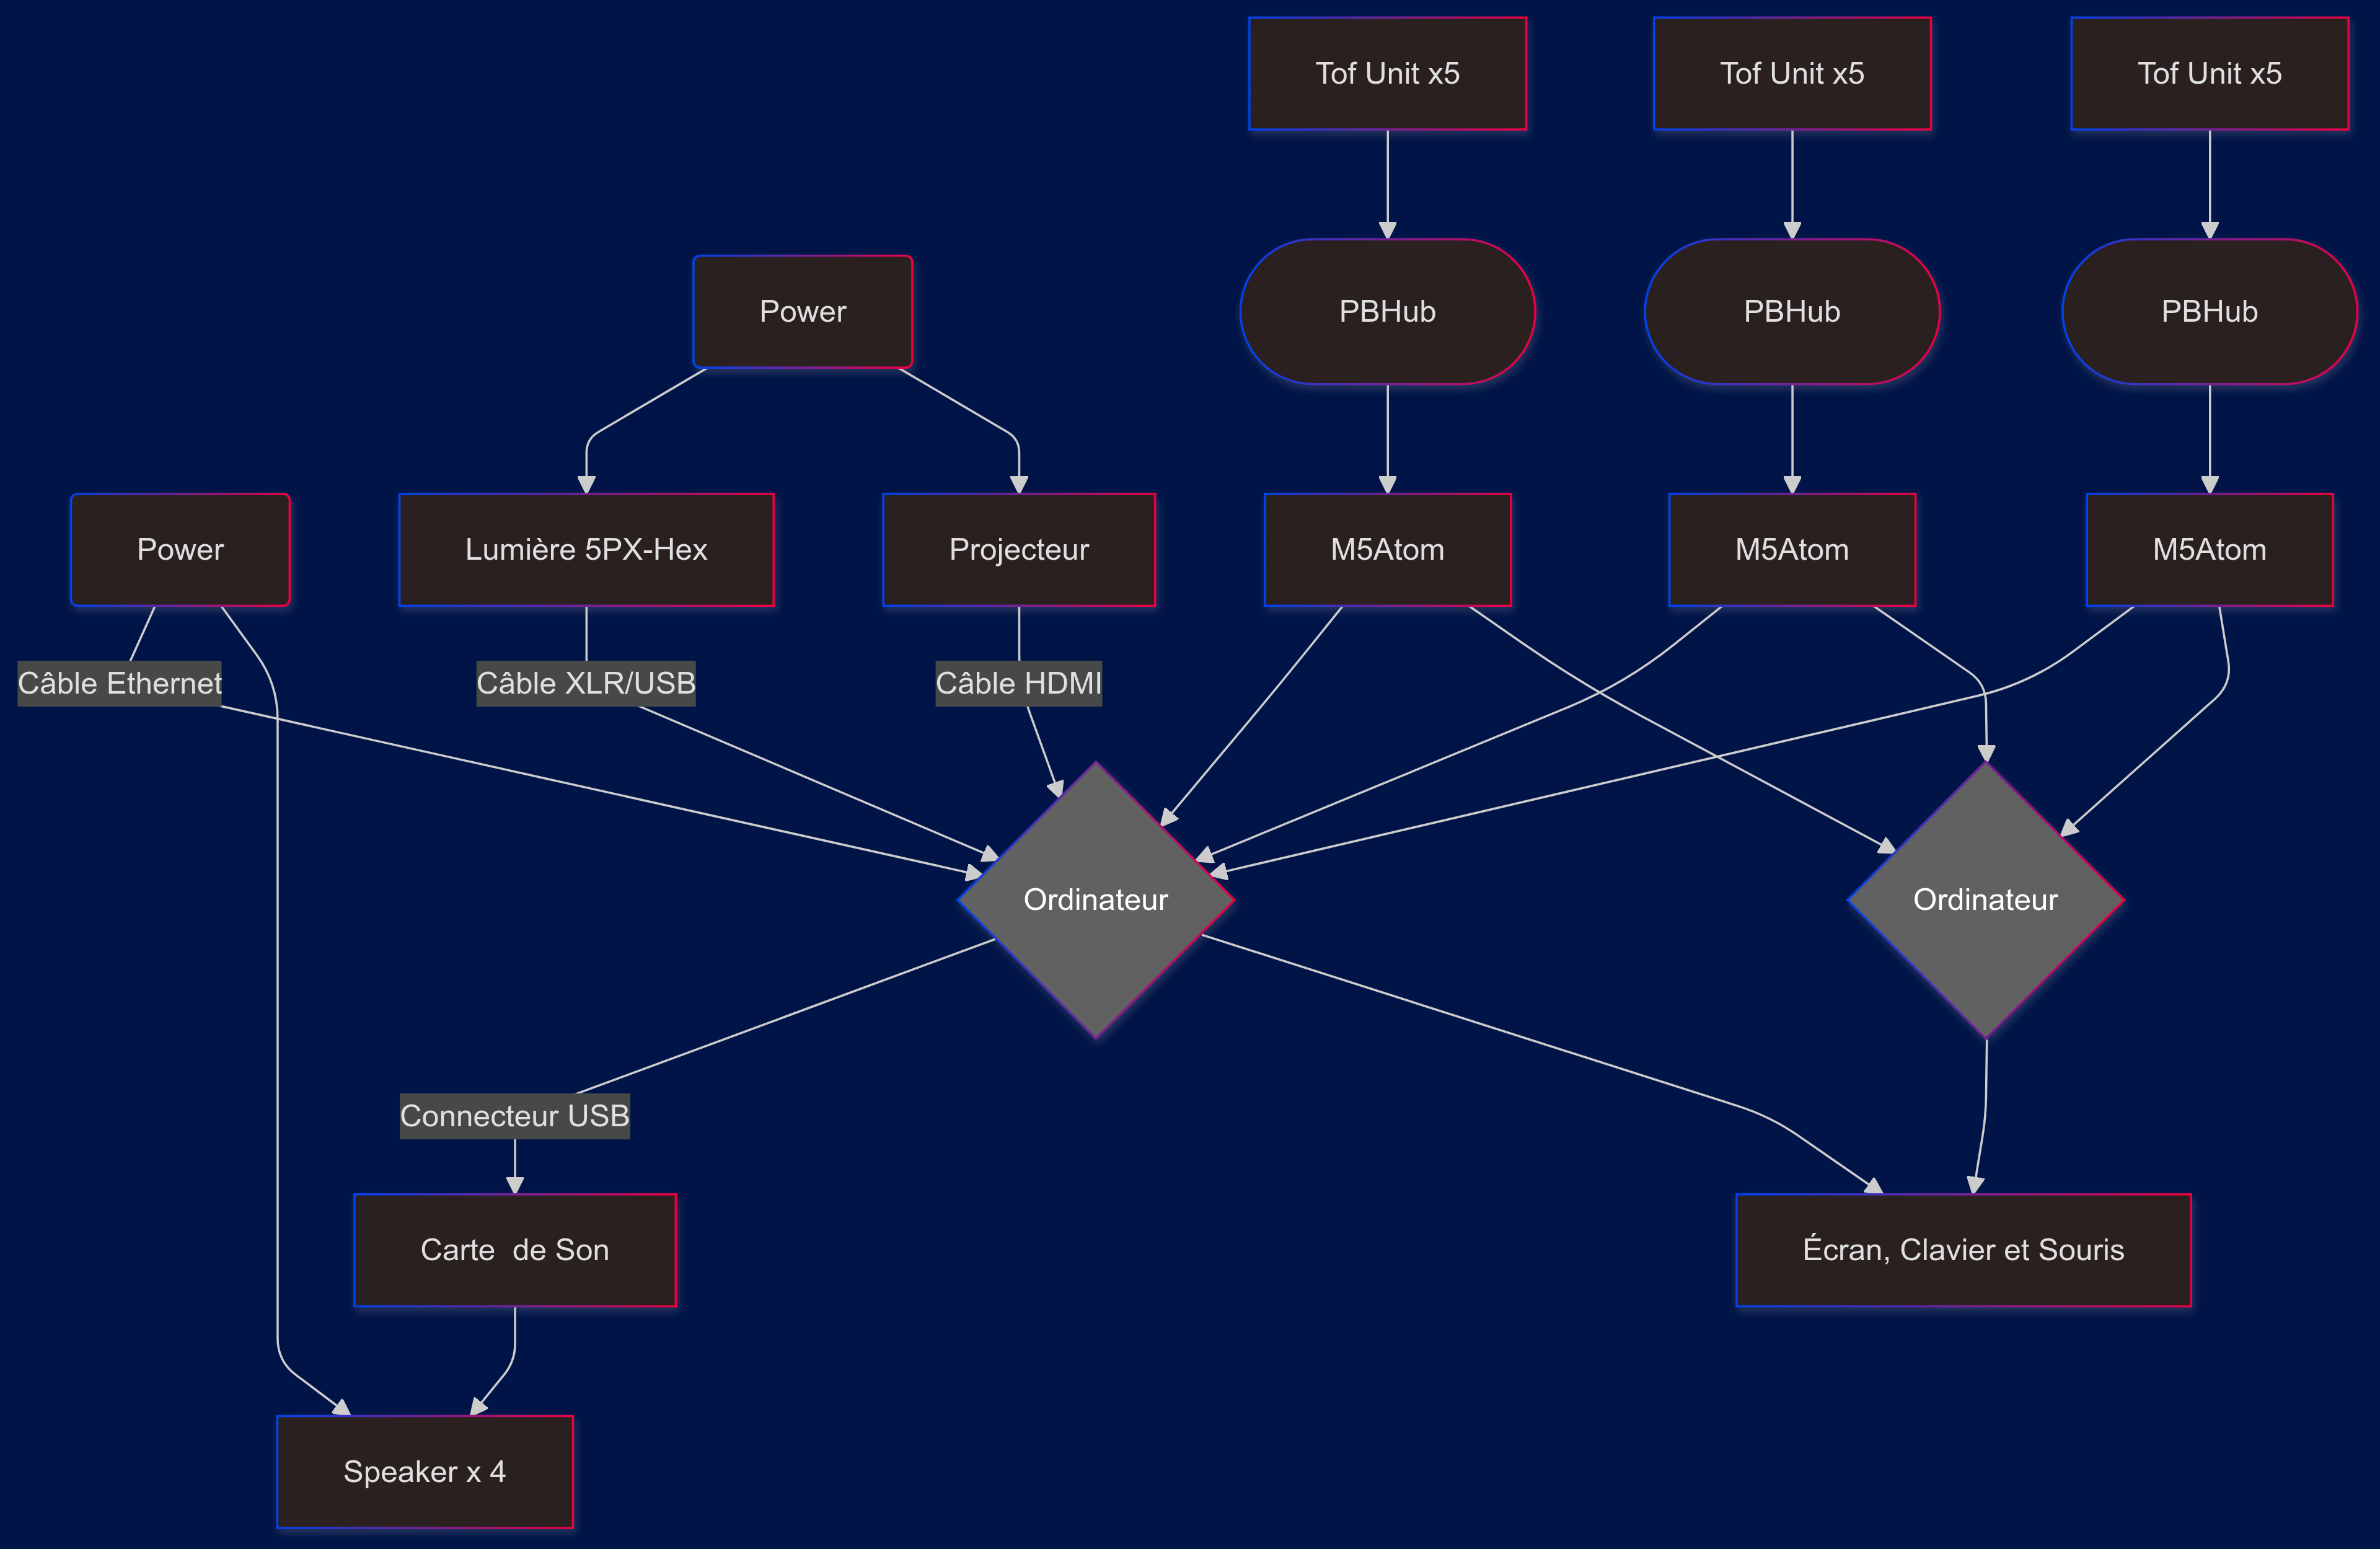 Tof Unit x5
Tof Unit x5
Tof Unit x5
Power
PBHub
PBHub
PBHub
Power
Lumière 5PX-Hex
Projecteur
M5Atom
M5Atom
M5Atom
Câble Ethernet
Câble XLR/USB
Câble HDMI
Ordinateur
Ordinateur
Connecteur USB
Carte  de Son
Écran, Clavier et Souris
Speaker x 4